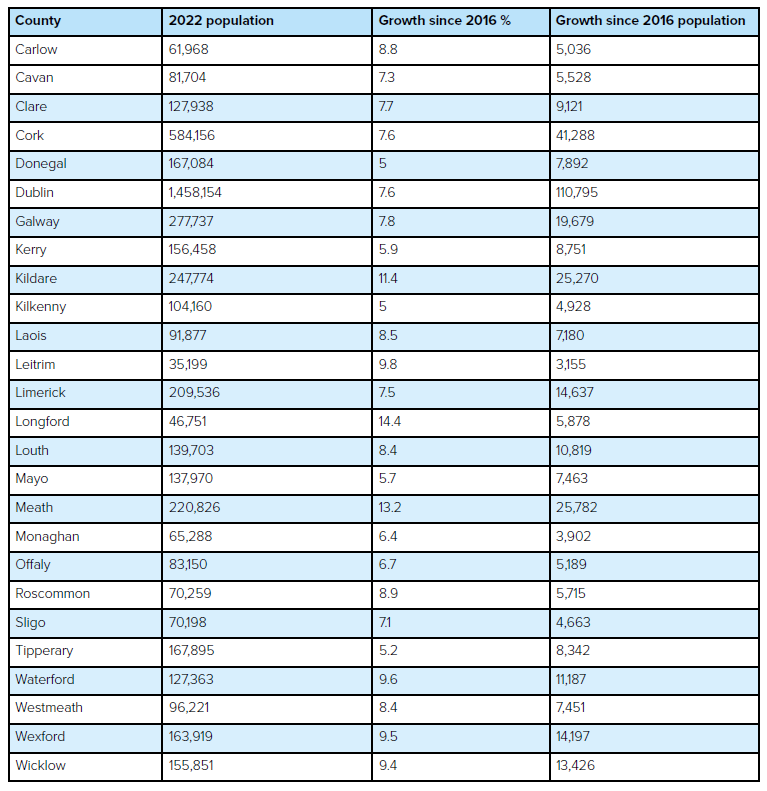 County 2022 population Growth since 2016 % Growth since 2016 population
Carlow 61,968 8.8 5,036
Cavan 81,704 7.3 5,528
Clare 127,938 7.7 9,121
Cork 584,156 7.6 41,288
Donegal 167,084 5 7,892
Dublin 1,458,154 7.6 110,795
Galway 277,737 7.8 19,679
Kerry 156,458 5.9 8,751
Kildare 247,774 11.4 25,270
Kilkenny 104,160 5 4,928
Laois 91,877 8.5 7,180
Leitrim 35,199 9.8 3,155
Limerick 209,536 7.5 14,637
Longford 46,751 14.4 5,878
Louth 139,703 8.4 10,819
Mayo 137,970 5.7 7,463
Meath 220,826 13.2 25,782
Monaghan 65,288 6.4 3,902
Offaly 83,150 6.7 5,189
Roscommon 70,259 8.9 5,715
Sligo 70,198 7.1 4,663
Tipperary 167,895 5.2 8,342
Waterford 127,363 9.6 11,187
Westmeath 96,221 8.4 7,451
Wexford 163,919 9.5 14,197
Wicklow 155,851 9.4 13,426